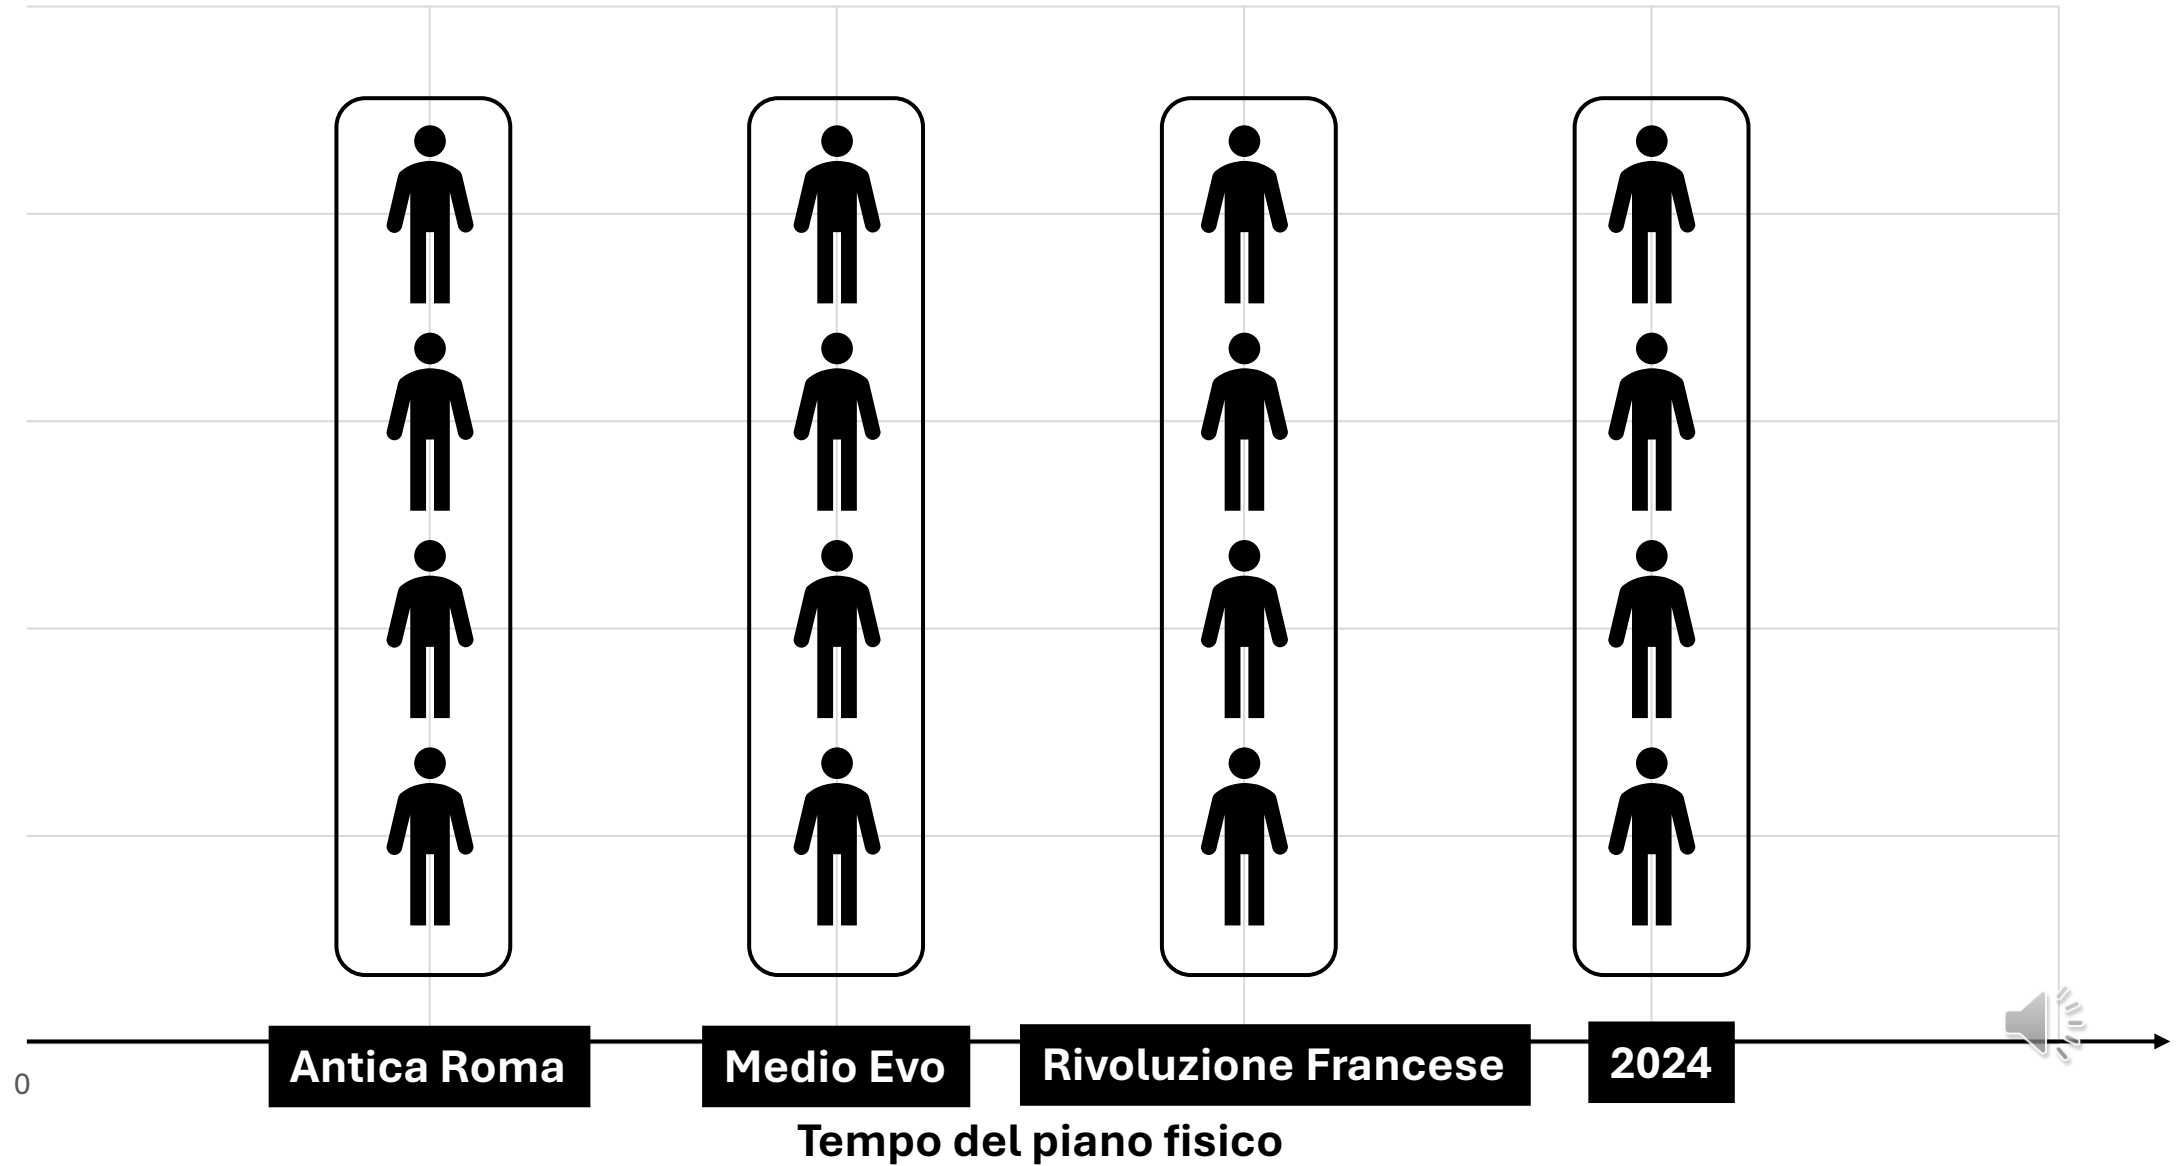 0
Antica Roma
Medio Evo
Rivoluzione Francese
2024
Tempo del piano fisico